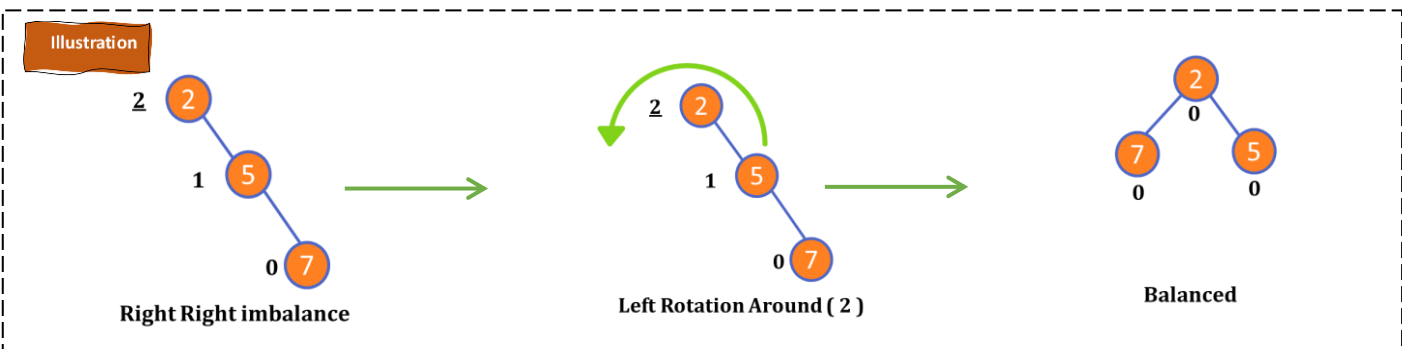 Illustration
2 2
1 5
0 7
Right Right imbalance
2 2
1 5
0 7
Left Rotation Around ( 2 )
2
0
7 5
0 0
Balanced